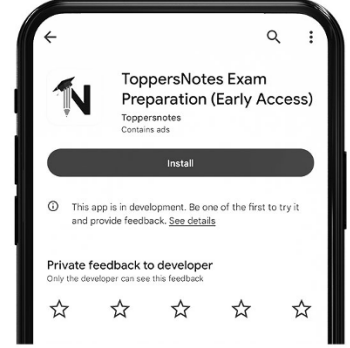 ToppersNotes Exam
Preparation (Early Access)
Toppersnotes
Contains ads
Install
This app is in development. Be one of the first to try it
and provide feedback. See details
Private feedback to developer
Only the developer can see this feedback